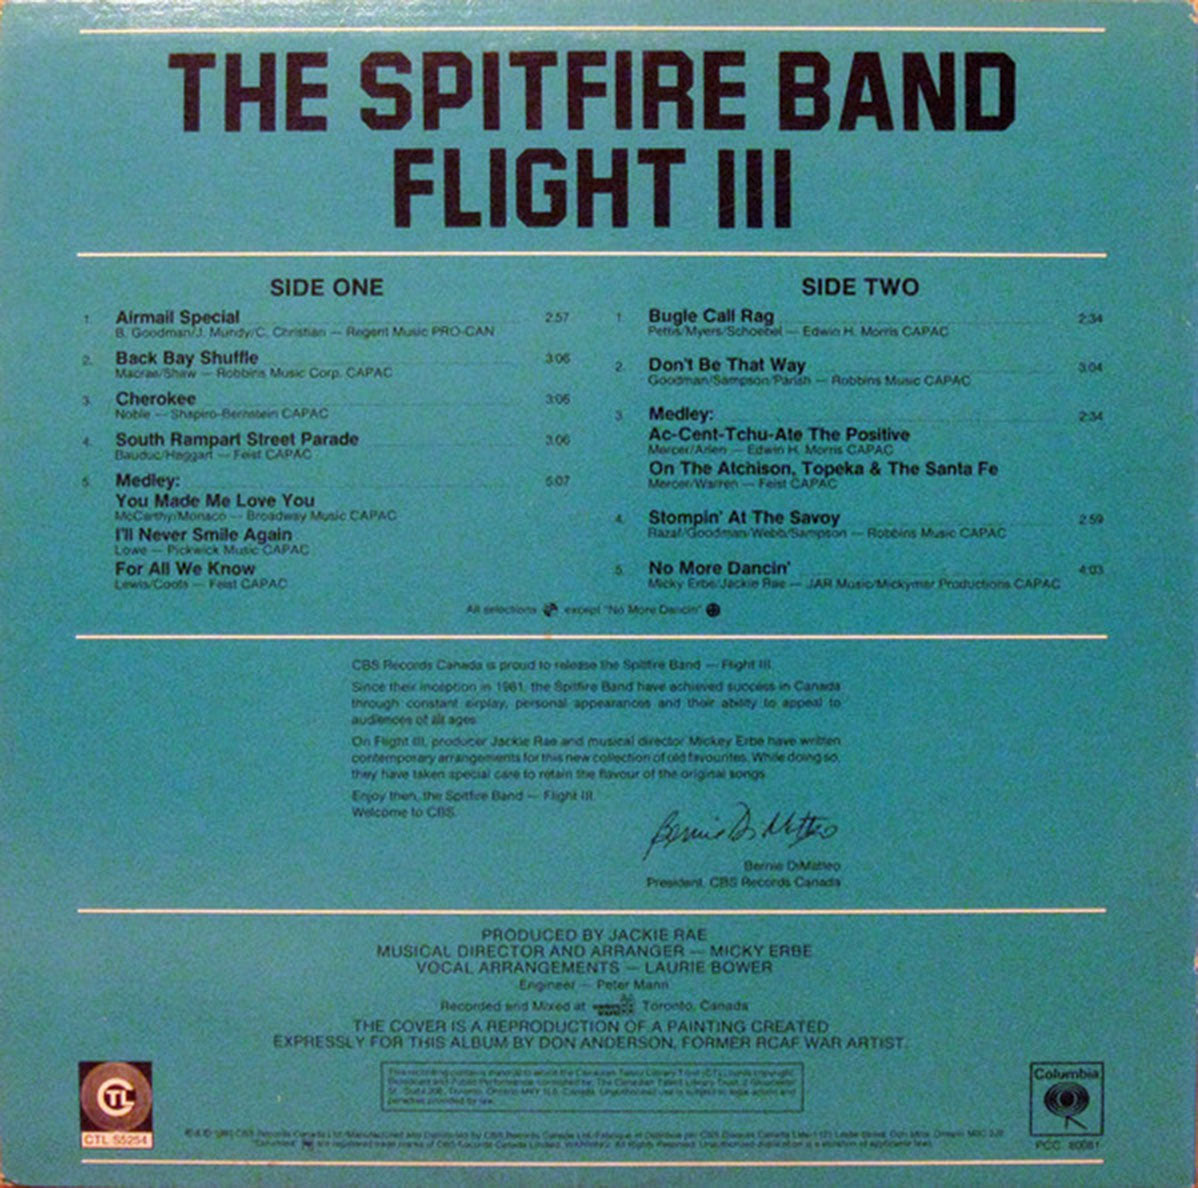 THE SPITFIRE BAND
FLIGHT III
SIDE ONE
1. Airmail Special 2:57
B. Goodman/J. Mundy/C. Christian — Regent Music PRO-CAN
2. Back Bay Shuffle 3:06
Macrae/Shaw — Robbins Music Corp. CAPAC
3. Cherokee 3:06
Noble — Shapiro-Bernstein CAPAC
4. South Rampart Street Parade 3:06
Bauduc/Haggart — Feist CAPAC
5. Medley: 5:07
You Made Me Love You
McCarthy/Monaco — Broadway Music CAPAC
I'll Never Smile Again
Lowe — Pickwick Music CAPAC
For All We Know
Lewis/Coots — Feist CAPAC
SIDE TWO
1. Bugle Call Rag 2:34
Pettis/Myers/Schoebel — Edwin H. Morris CAPAC
2. Don't Be That Way 3:04
Goodman/Sampson/Parish — Robbins Music CAPAC
3. Medley: 2:34
Ac-Cent-Tchu-Ate The Positive
Mercer/Arlen — Edwin H. Morris CAPAC
On The Atchison, Topeka & The Santa Fe
Mercer/Warren — Feist CAPAC
4. Stompin' At The Savoy 2:59
Razaf/Goodman/Webb/Sampson — Robbins Music CAPAC
5. No More Dancin' 4:03
Micky Erbe/Jackie Rae — JAR Music/Mickymar Productions CAPAC
All selections except "No More Dancin'"
CBS Records Canada is proud to release the Spitfire Band — Flight III.
Since their inception in 1981, the Spitfire Band have achieved success in Canada
through constant airplay, personal appearances and their ability to appeal to
audiences of all ages.
On Flight III, producer Jackie Rae and musical director Mickey Erbe have written
contemporary arrangements for this new collection of old favourites. While doing so,
they have taken special care to retain the flavour of the original songs.
Enjoy then, the Spitfire Band — Flight III.
Welcome to CBS.
Bernie DiMatteo
Bernie DiMatteo
President, CBS Records Canada
PRODUCED BY JACKIE RAE
MUSICAL DIRECTOR AND ARRANGER — MICKY ERBE
VOCAL ARRANGEMENTS — LAURIE BOWER
Engineer — Peter Mann
Recorded and Mixed at Toronto, Canada
THE COVER IS A REPRODUCTION OF A PAINTING CREATED
EXPRESSLY FOR THIS ALBUM BY DON ANDERSON, FORMER RCAF WAR ARTIST.
CTL
CTL S5254
Columbia
PCC 80081